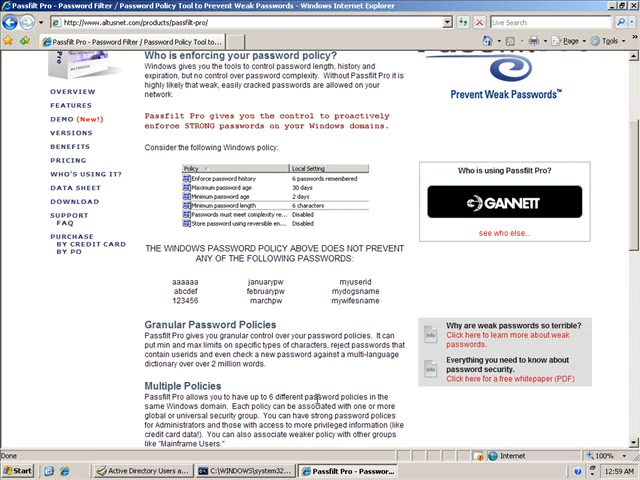 Passfilt Pro - Password Filter / Password Policy Tool to Prevent Weak Passwords - Windows Internet Explorer
http://www.altusnet.com/products/passfilt-pro/
Live Search
Passfilt Pro - Password Filter / Password Policy Tool to...
Page
Tools
Pro
OVERVIEW
FEATURES
DEMO (New!)
VERSIONS
BENEFITS
PRICING
WHO'S USING IT?
DATA SHEET
DOWNLOAD
SUPPORT
FAQ
PURCHASE
BY CREDIT CARD
BY PO
Who is enforcing your password policy?
Windows gives you the tools to control password length, history and
expiration, but no control over password complexity. Without Passfilt Pro it is
highly likely that weak, easily cracked passwords are allowed on your
network.
Passfilt Pro gives you the control to proactively
enforce STRONG passwords on your Windows domains.
Consider the following Windows policy:
Policy Local Setting
Enforce password history 6 passwords remembered
Maximum password age 30 days
Minimum password age 2 days
Minimum password length 6 characters
Passwords must meet complexity re... Disabled
Store password using reversible en... Disabled
THE WINDOWS PASSWORD POLICY ABOVE DOES NOT PREVENT
ANY OF THE FOLLOWING PASSWORDS:
aaaaaa januarypw myuserid
abcdef februarypw mydogsname
123456 marchpw mywifesname
Granular Password Policies
Passfilt Pro gives you granular control over your password policies. It can
put min and max limits on specific types of characters, reject passwords that
contain userids and even check a new password against a multi-language
dictionary over over 2 million words.
Multiple Policies
Passfilt Pro allows you to have up to 6 different password policies in the
same Windows domain. Each policy can be associated with one or more
global or universal security group. You can have strong password polices
for Administrators and those with access to more privileged information (like
credit card data!). You can also associate weaker policy with other groups
like "Mainframe Users."
Prevent Weak Passwords™
Who is using Passfilt Pro?
GANNETT
see who else...
Why are weak passwords so terrible?
Click here to learn more about weak
passwords.
Everything you need to know about
password security.
Click here for a free whitepaper (PDF)
Done
Internet
100%
Start
Active Directory Users a...
C:\WINDOWS\system32...
Passfilt Pro - Passwor...
12:59 AM